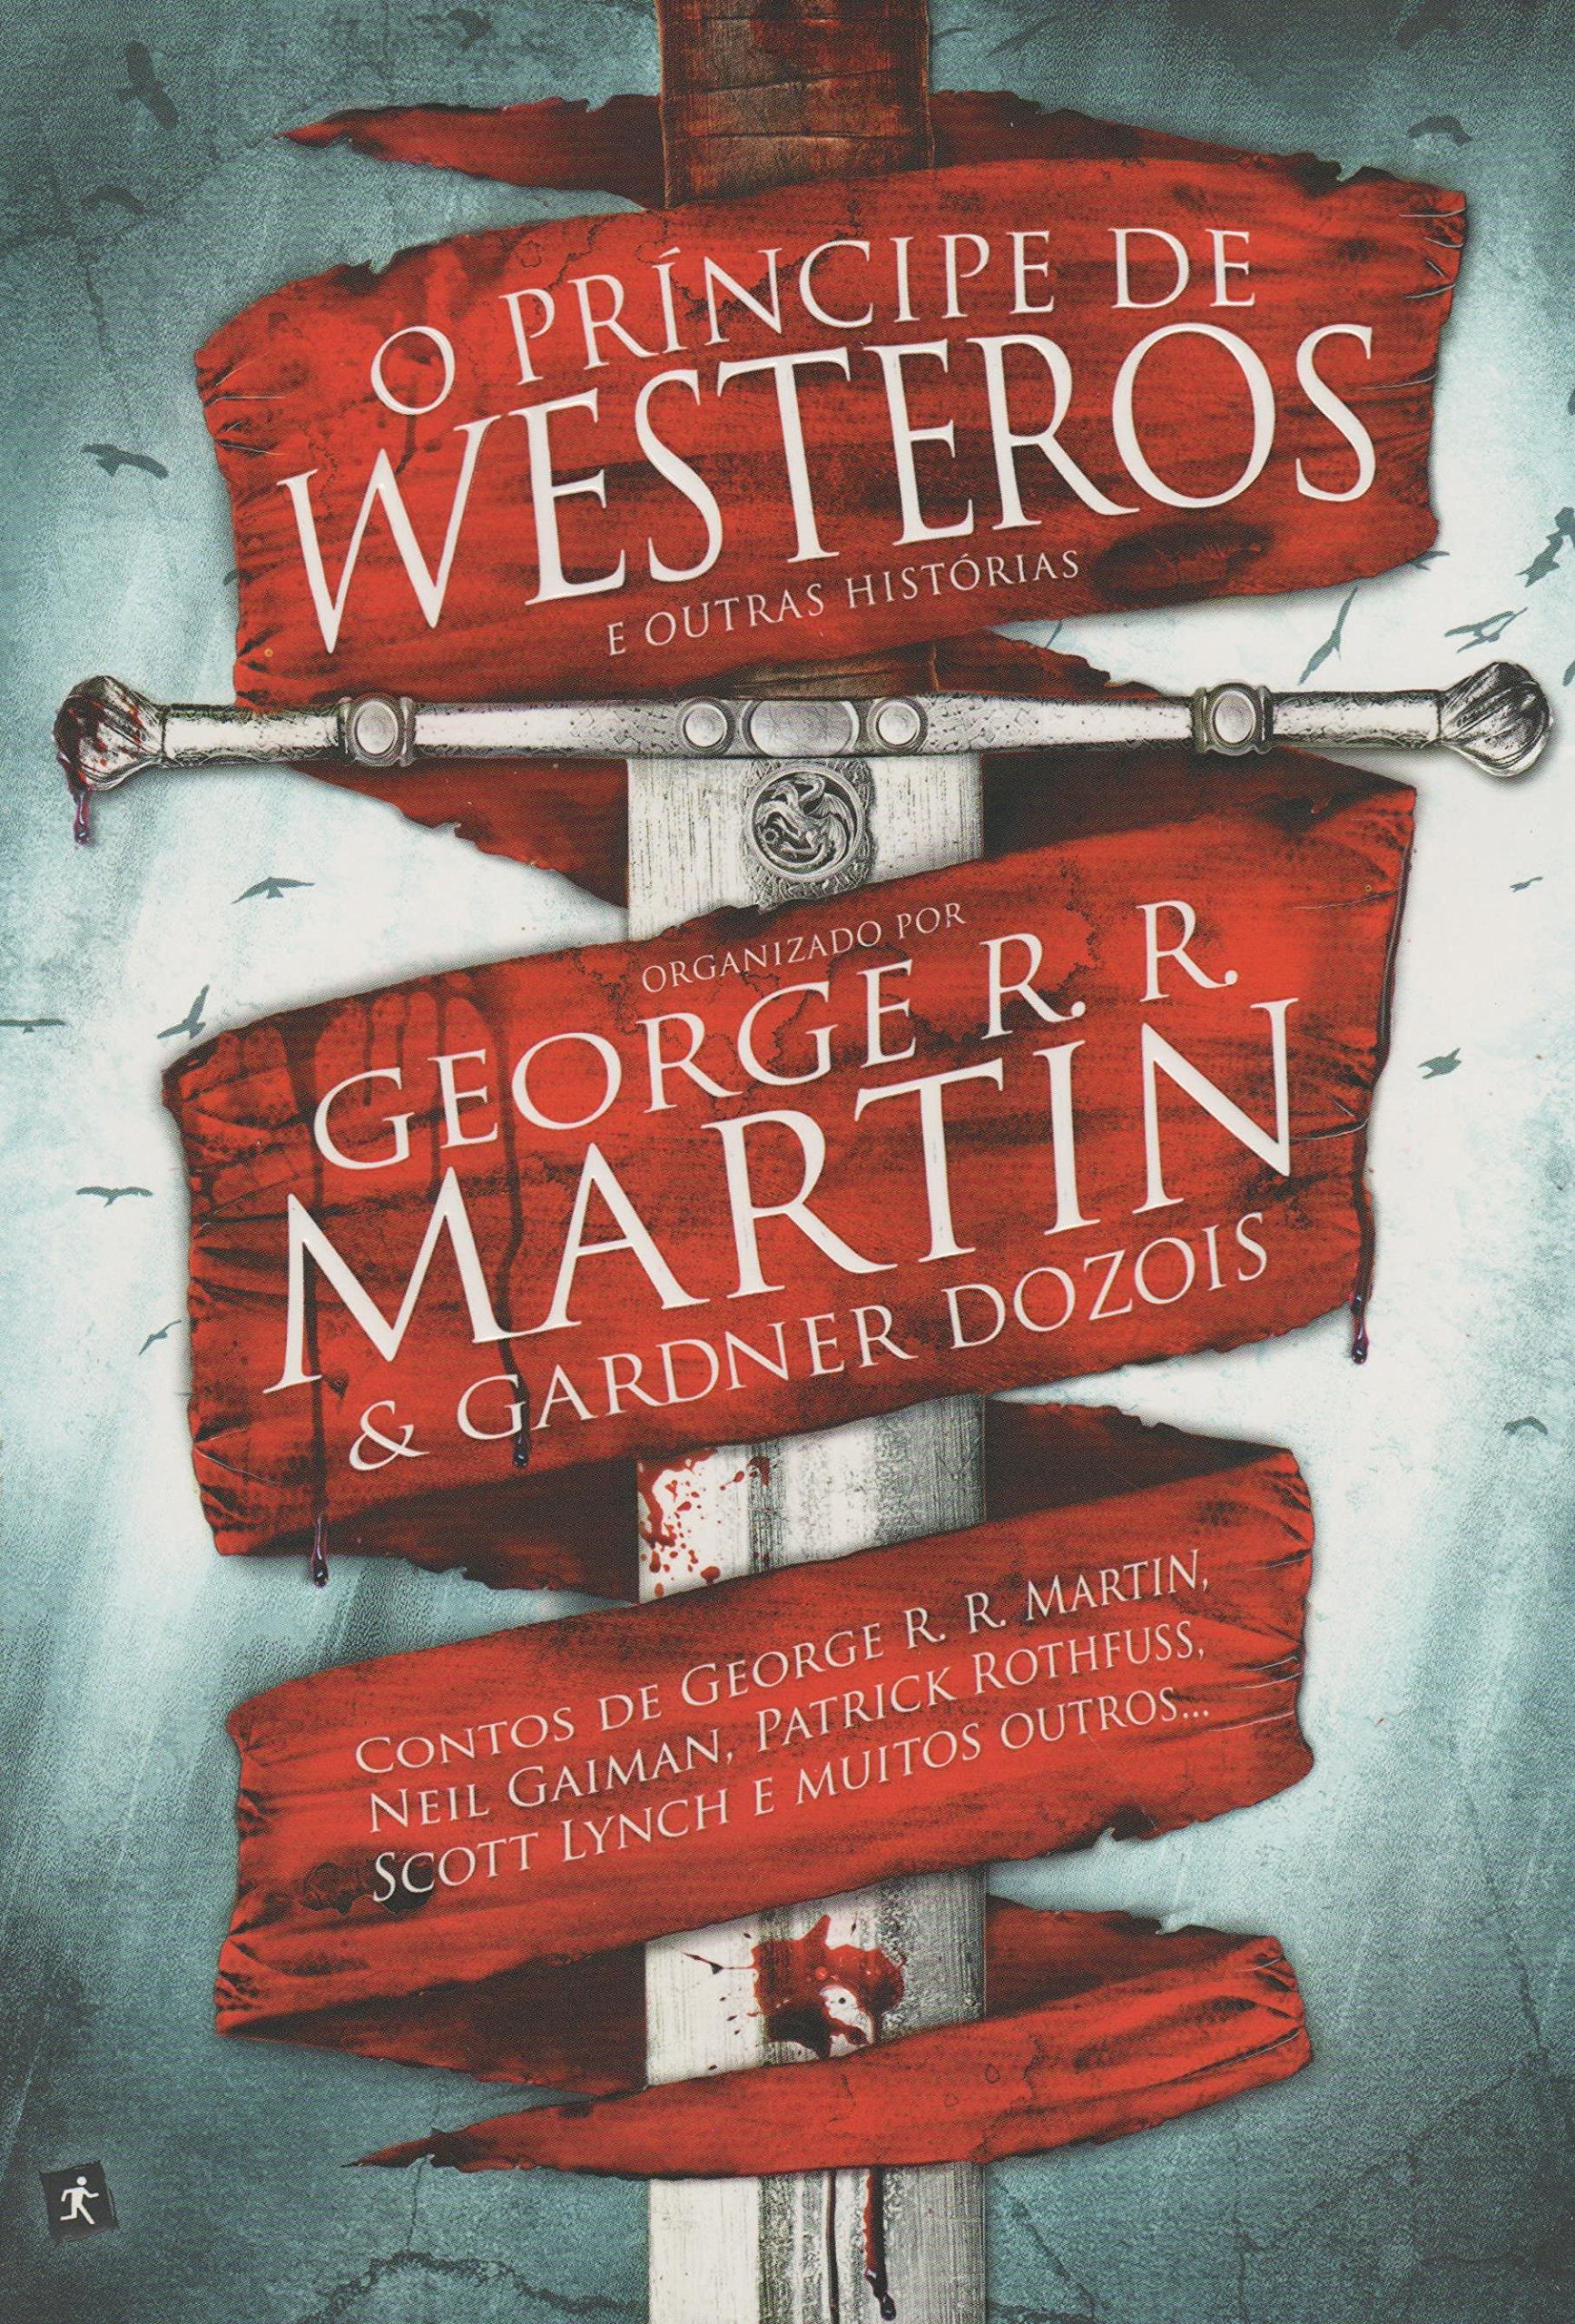 O PRÍNCIPE DE
WESTEROS
E OUTRAS HISTÓRIAS
ORGANIZADO POR
GEORGE R. R.
MARTIN
& GARDNER DOZOIS
CONTOS DE GEORGE R. R. MARTIN,
NEIL GAIMAN, PATRICK ROTHFUSS,
SCOTT LYNCH E MUITOS OUTROS...